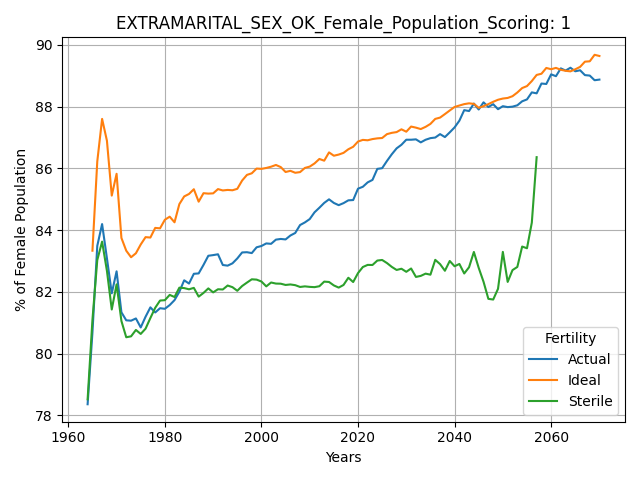 EXTRAMARITAL_SEX_OK_Female_Population_Scoring: 1
% of Female Population
90
88
86
84
82
80
78
1960
1980
2000
2020
2040
2060
Years
Fertility
Actual
Ideal
Sterile